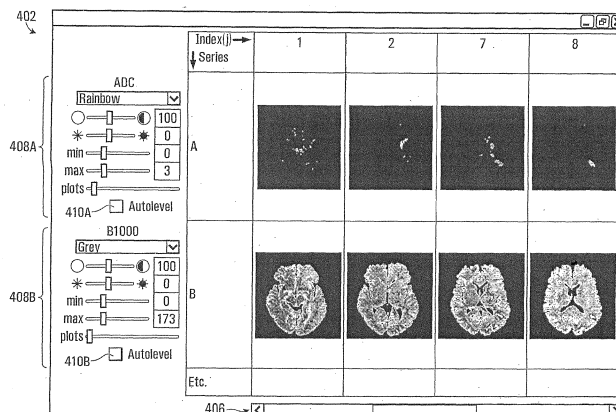 402
Index(j) 1 2 7 8
Series
ADC
Rainbow
100
0
min 0
max 3
plots
410A Autolevel
408A
A
B1000
Grey
100
0
min 0
max 173
plots
410B Autolevel
408B
B
Etc.
406